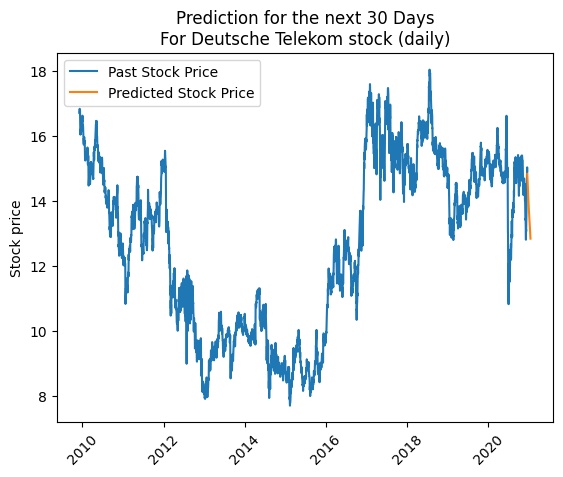 Prediction for the next 30 Days
For Deutsche Telekom stock (daily)
Past Stock Price
Predicted Stock Price
Stock price
18
16
14
12
10
8
2010
2012
2014
2016
2018
2020